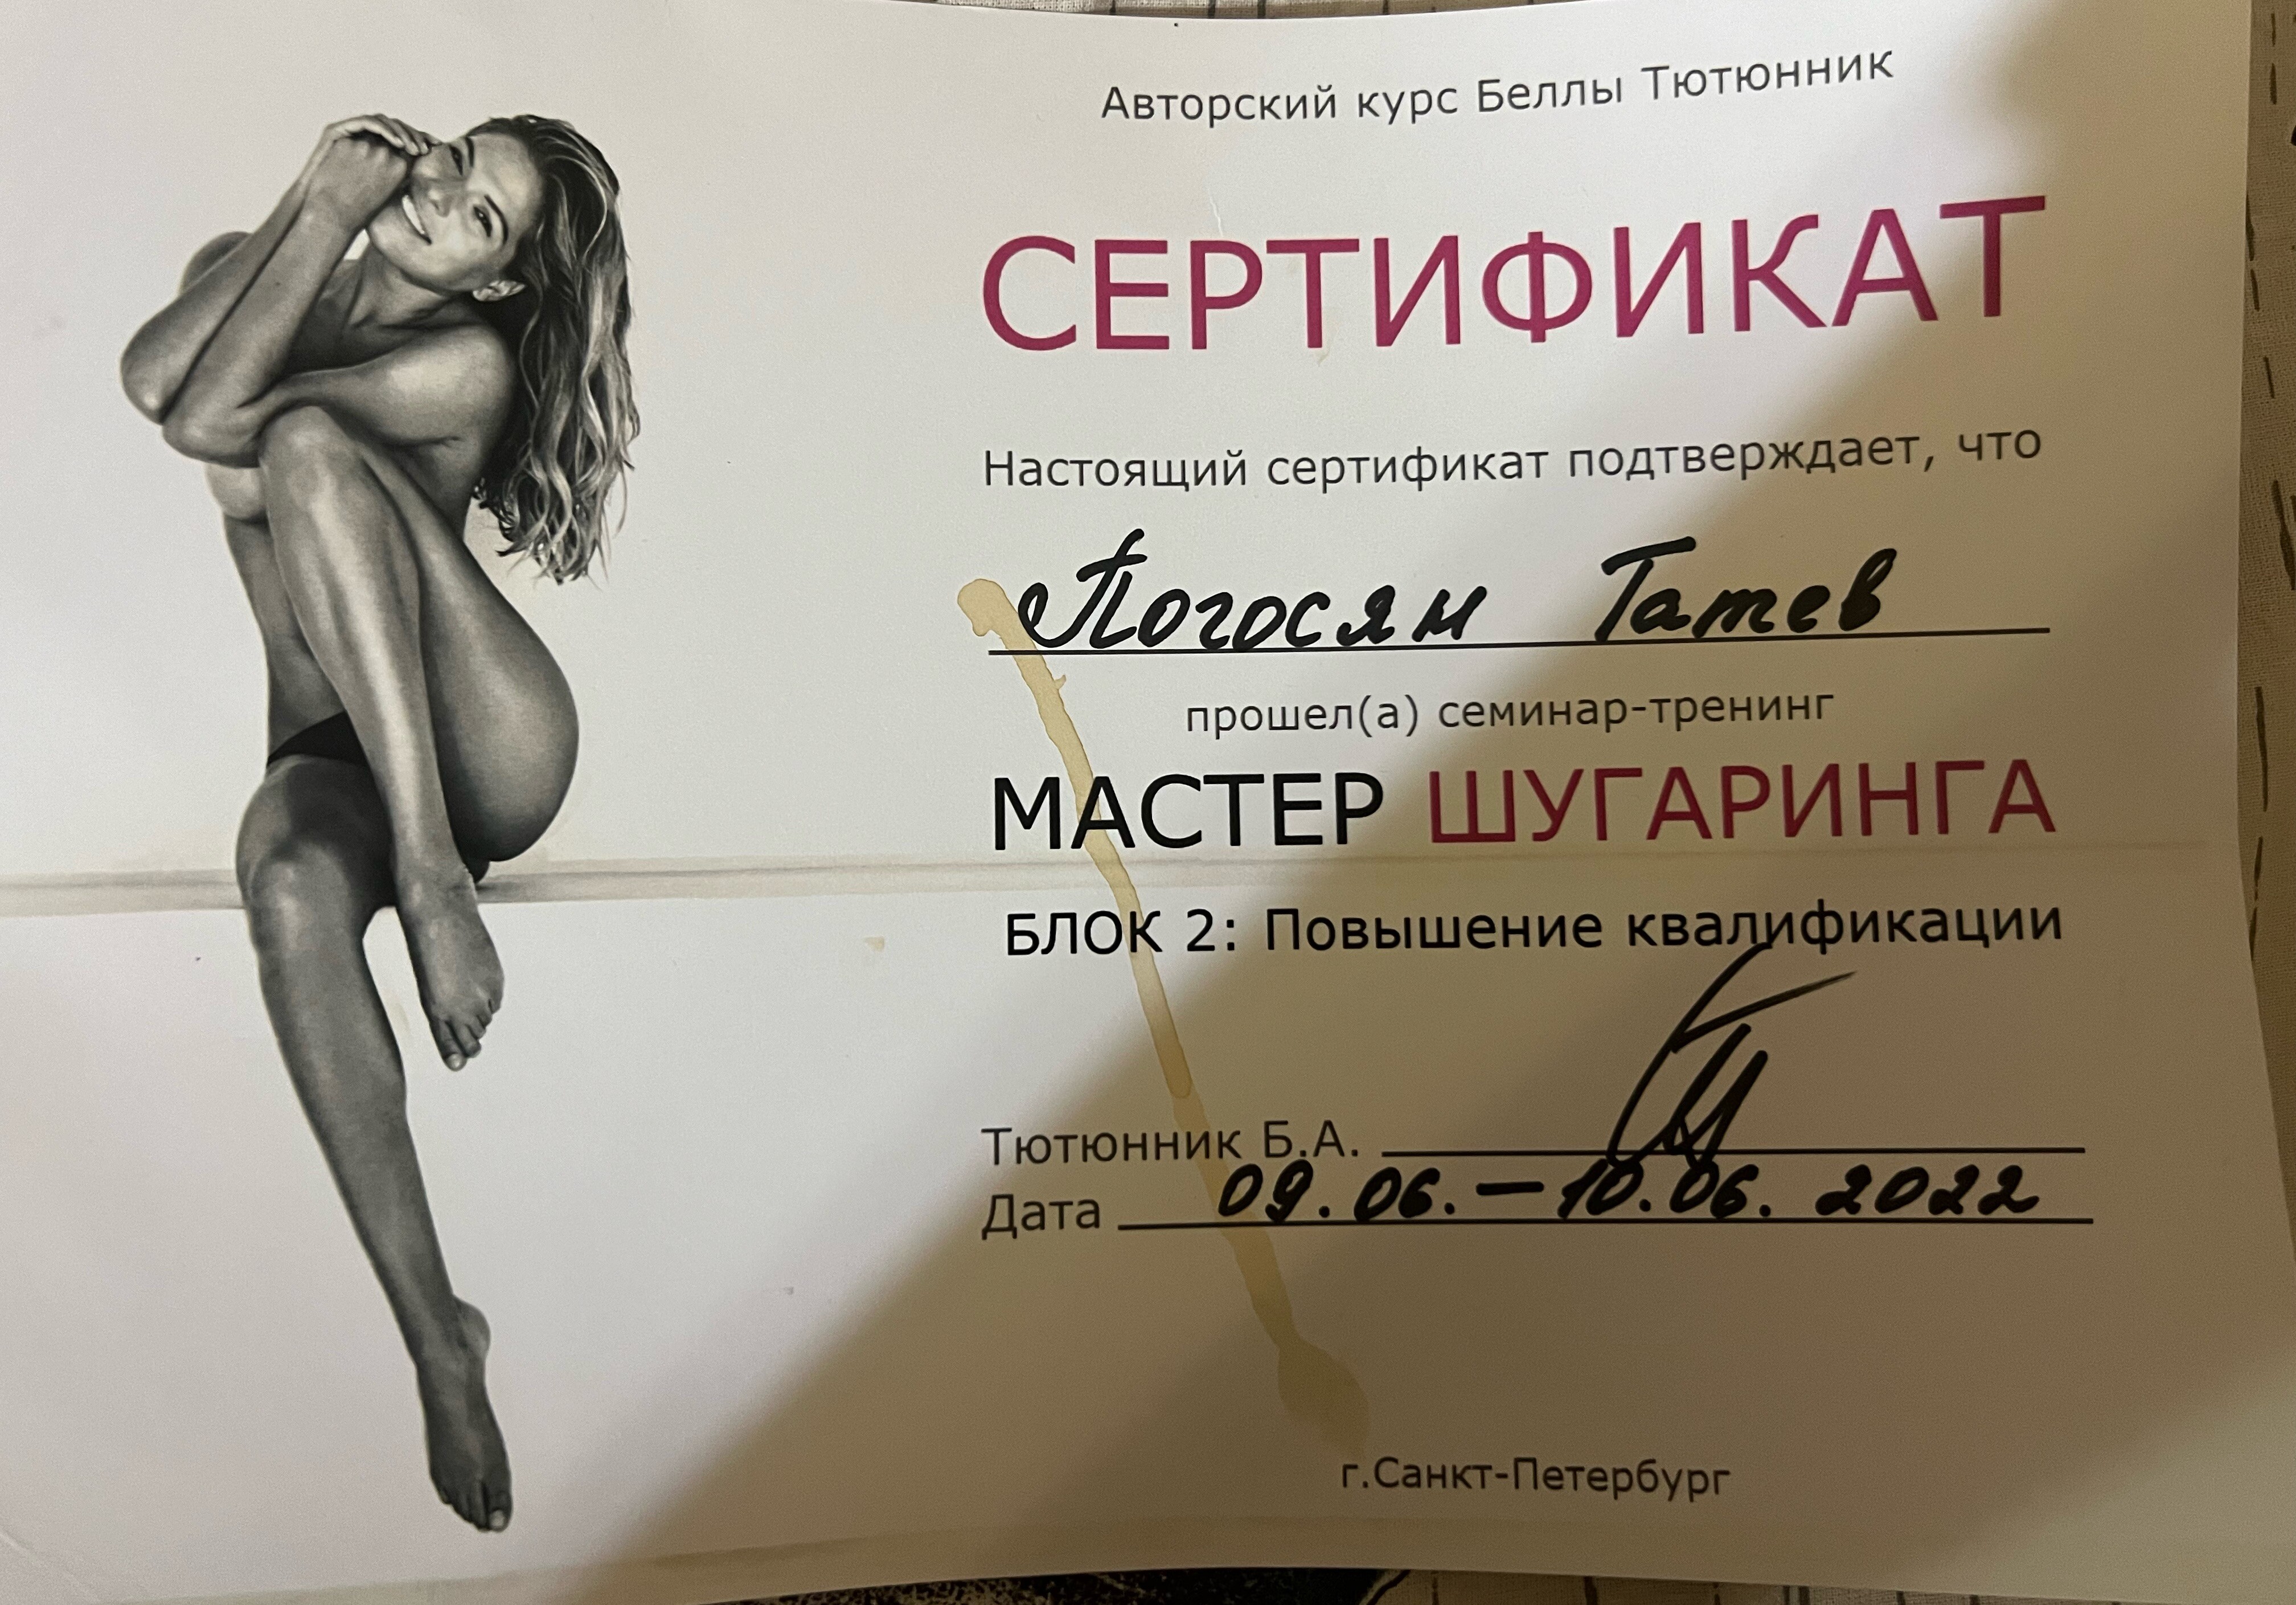 Авторский курс Беллы Тютюнник
СЕРТИФИКАТ
Настоящий сертификат подтверждает, что
Погосян Татев
прошел(а) семинар-тренинг
МАСТЕР ШУГАРИНГА
БЛОК 2: Повышение квалификации
Тютюнник Б.А.
Дата 09.06.—10.06. 2022
г.Санкт-Петербург